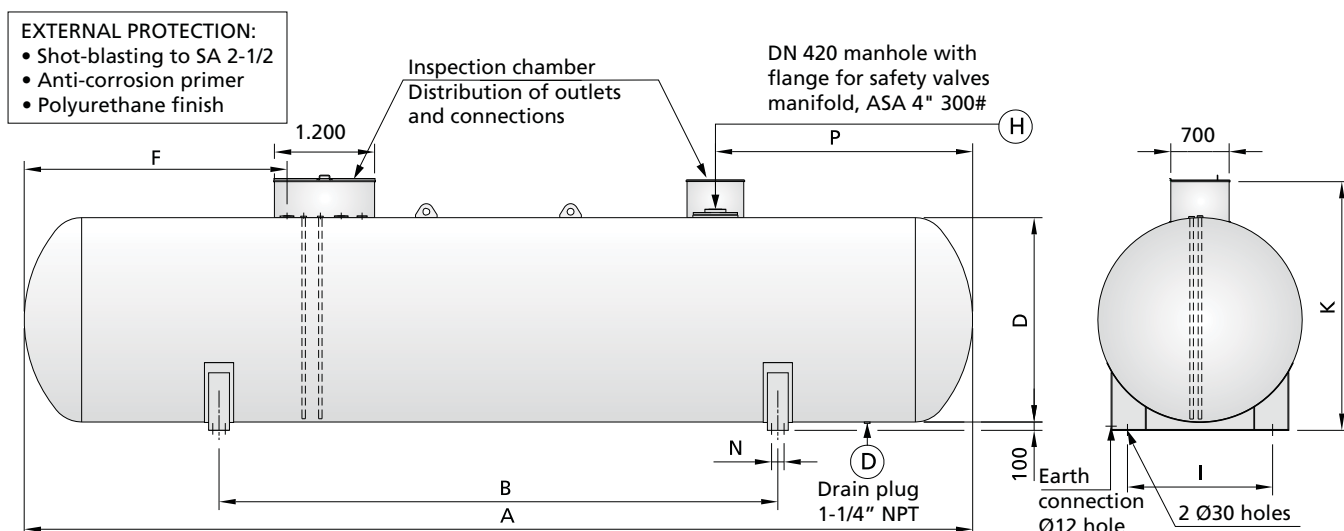 EXTERNAL PROTECTION:
• Shot-blasting to SA 2-1/2
• Anti-corrosion primer
• Polyurethane finish
Inspection chamber
Distribution of outlets
and connections
DN 420 manhole with
flange for safety valves
manifold, ASA 4" 300#
H
1.200
F
P
700
D
K
N
100
B
A
D
Drain plug
1-1/4” NPT
Earth
connection
Ø12 hole
I
2 Ø30 holes